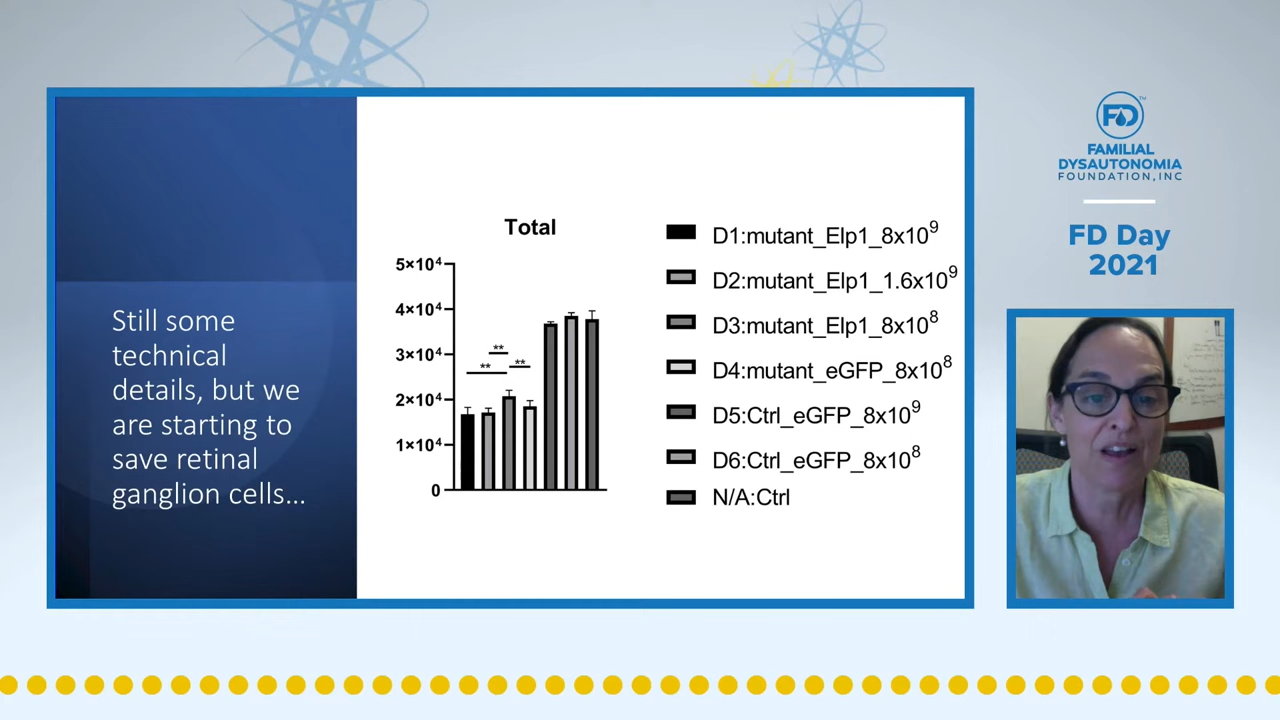 Still some
technical
details, but we
are starting to
save retinal
ganglion cells...
Total
5×10⁴
4×10⁴
3×10⁴
2×10⁴
1×10⁴
0
**
**
**
D1:mutant_Elp1_8x10⁹
D2:mutant_Elp1_1.6x10⁹
D3:mutant_Elp1_8x10⁸
D4:mutant_eGFP_8x10⁸
D5:Ctrl_eGFP_8x10⁹
D6:Ctrl_eGFP_8x10⁸
N/A:Ctrl
FD™
FAMILIAL
DYSAUTONOMIA
FOUNDATION, INC
FD Day
2021